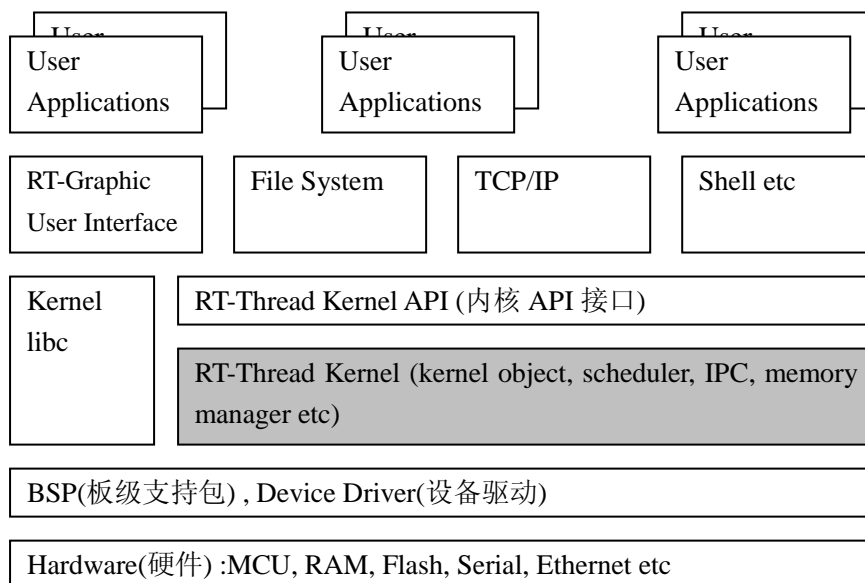 User
User
User
User
Applications
User
Applications
User
Applications
RT-Graphic
User Interface
File System
TCP/IP
Shell etc
Kernel
libc
RT-Thread Kernel API (内核 API 接口)
RT-Thread Kernel (kernel object, scheduler, IPC, memory
manager etc)
BSP(板级支持包) , Device Driver(设备驱动)
Hardware(硬件) :MCU, RAM, Flash, Serial, Ethernet etc